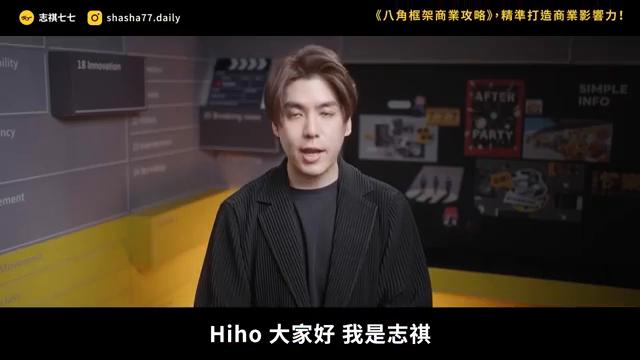 志祺七七
shasha77.daily
《八角框架商業攻略》，精準打造商業影響力！
18 Innovation
AFTER
PARTY
SIMPLE
INFO
Hiho 大家好 我是志祺